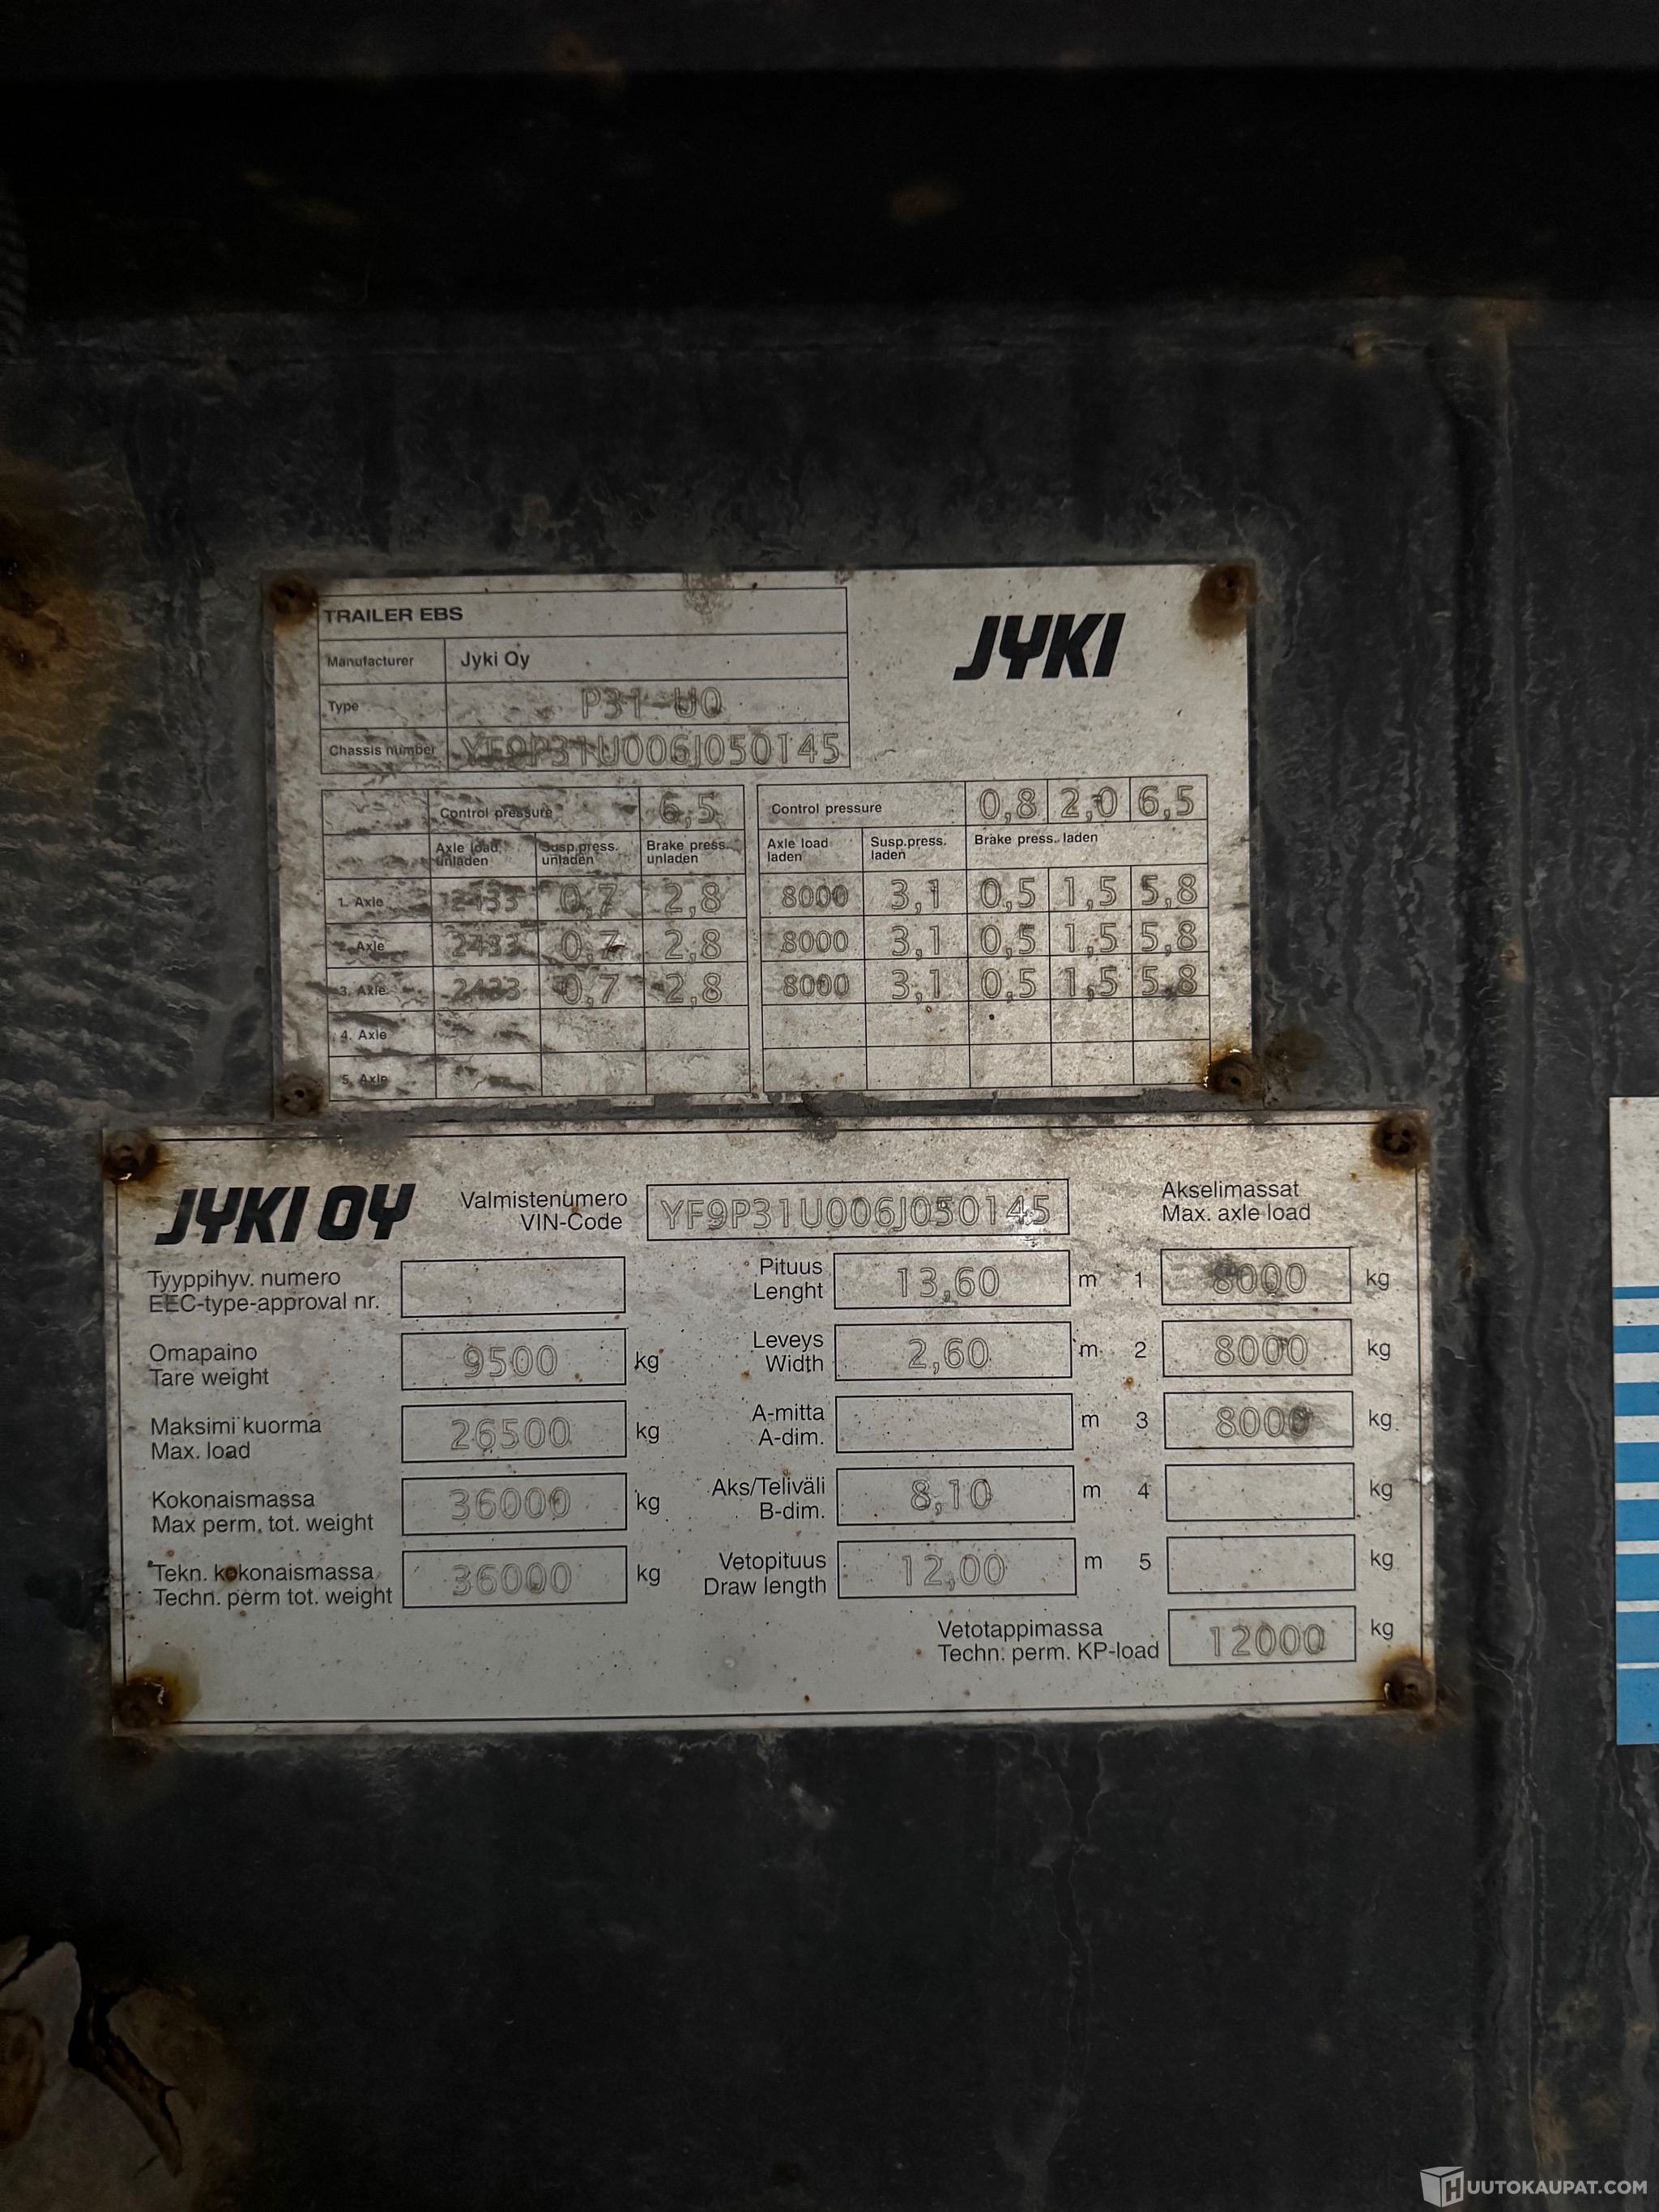 TRAILER EBS
JYKI
Manufacturer Jyki Oy
Type P31 U0
Chassis number YF9P31U006J050145
Control pressure 6,5 Control pressure 0,8 2,0 6,5
Axle load unladen Susp.press. unladen Brake press. unladen Axle load laden Susp.press. laden Brake press. laden
1. Axle 2433 0,7 2,8 8000 3,1 0,5 1,5 5,8
2. Axle 2433 0,7 2,8 8000 3,1 0,5 1,5 5,8
3. Axle 2433 0,7 2,8 8000 3,1 0,5 1,5 5,8
4. Axle
5. Axle
JYKI OY
Valmistenumero
VIN-Code
YF9P31U006J050145
Akselimassat
Max. axle load
Tyyppihyv. numero
EEC-type-approval nr.
Pituus
Lenght
13,60 m
1 8000 kg
Omapaino
Tare weight
9500 kg
Leveys
Width
2,60 m
2 8000 kg
Maksimi kuorma
Max. load
26500 kg
A-mitta
A-dim.
m
3 8000 kg
Kokonaismassa
Max perm. tot. weight
36000 kg
Aks/Teliväli
B-dim.
8,10 m
4 kg
Tekn. kokonaismassa
Techn. perm tot. weight
36000 kg
Vetopituus
Draw length
12,00 m
5 kg
Vetotappimassa
Techn. perm. KP-load
12000 kg
HUUTOKAUPAT.COM